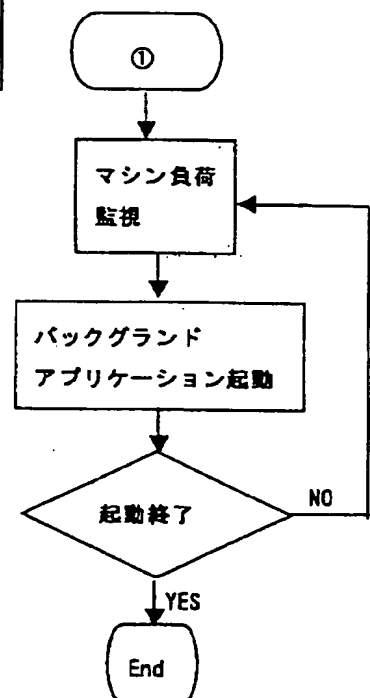 ①
マシン負荷
監視
バックグランド
アプリケーション起動
起動終了
NO
YES
End